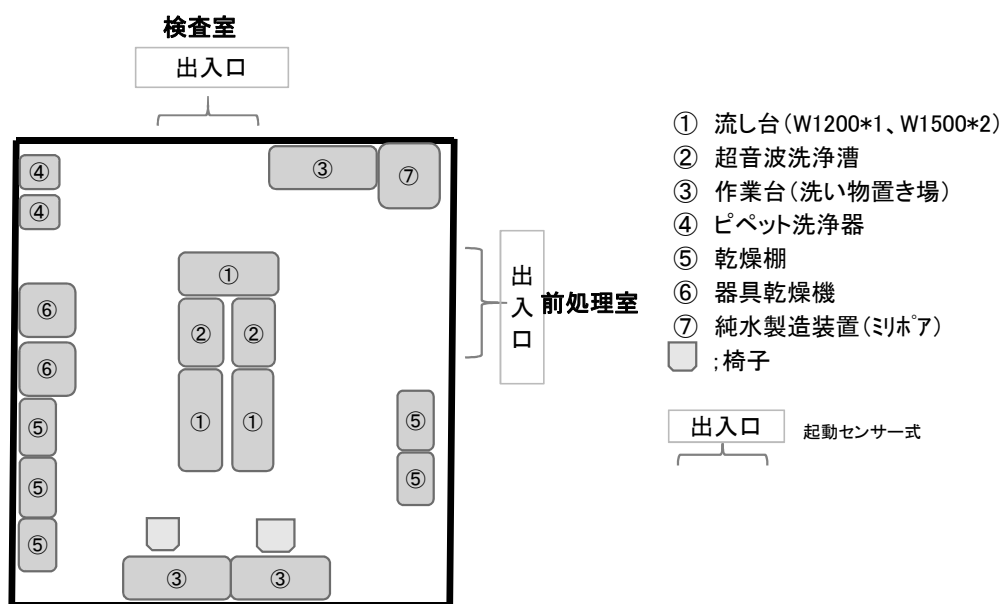 検査室
出入口
④
④
③
⑦
①
②
②
⑥
⑥
①
①
⑤
⑤
⑤
⑤
⑤
③
③
出入口
前処理室
① 流し台（W1200*1、W1500*2）
② 超音波洗浄漕
③ 作業台（洗い物置き場）
④ ピペット洗浄器
⑤ 乾燥棚
⑥ 器具乾燥機
⑦ 純水製造装置（ﾐﾘﾎﾟｱ）
;椅子
出入口 起動センサー式